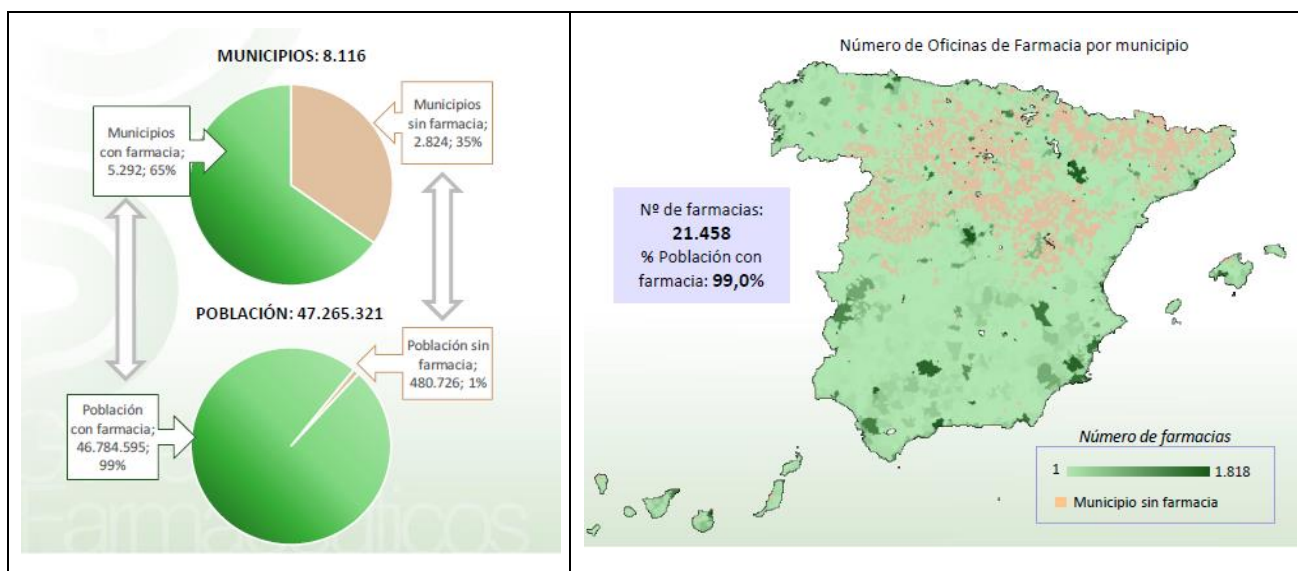 MUNICIPIOS: 8.116
Municipios
con farmacia;
5.292; 65%
Municipios
sin farmacia;
2.824; 35%
POBLACIÓN: 47.265.321
Población sin
farmacia;
480.726; 1%
Población
con farmacia;
46.784.595;
99%
Farmacéuticos
Número de Oficinas de Farmacia por municipio
Nº de farmacias:
21.458
% Población con
farmacia: 99,0%
Número de farmacias
1
1.818
Municipio sin farmacia